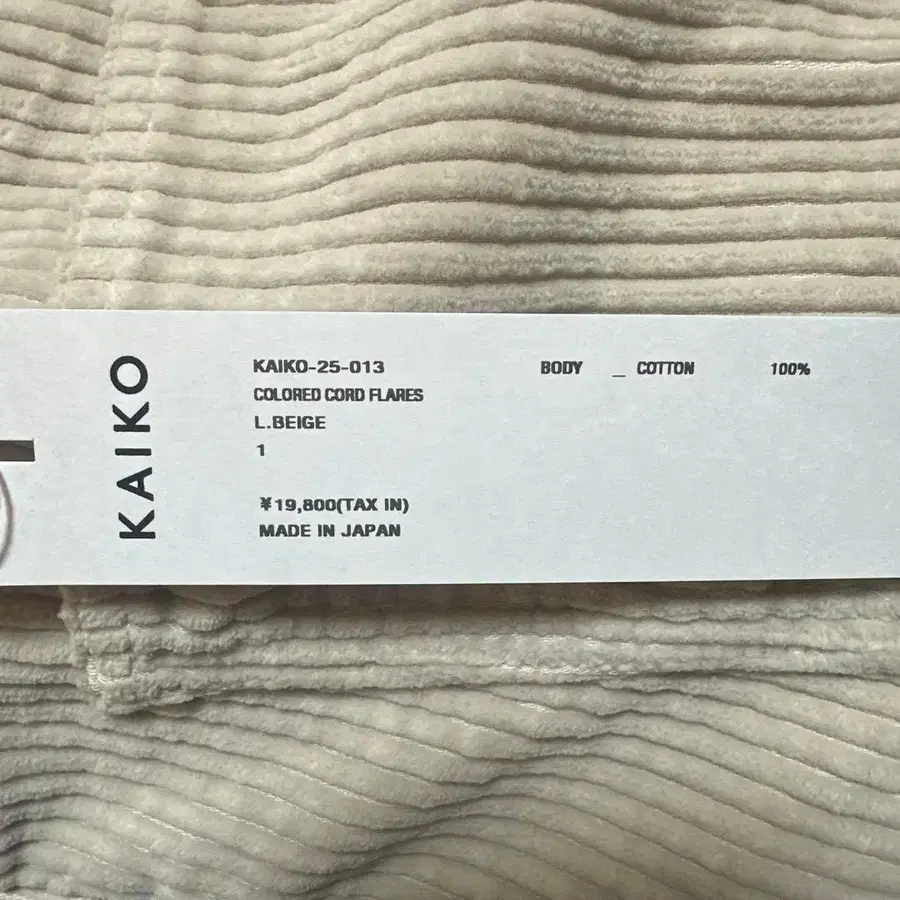 KAIKO
KAIKO-25-013
COLORED CORD FLARES
L.BEIGE
1
¥19,800(TAX IN)
MADE IN JAPAN
BODY _ COTTON 100%